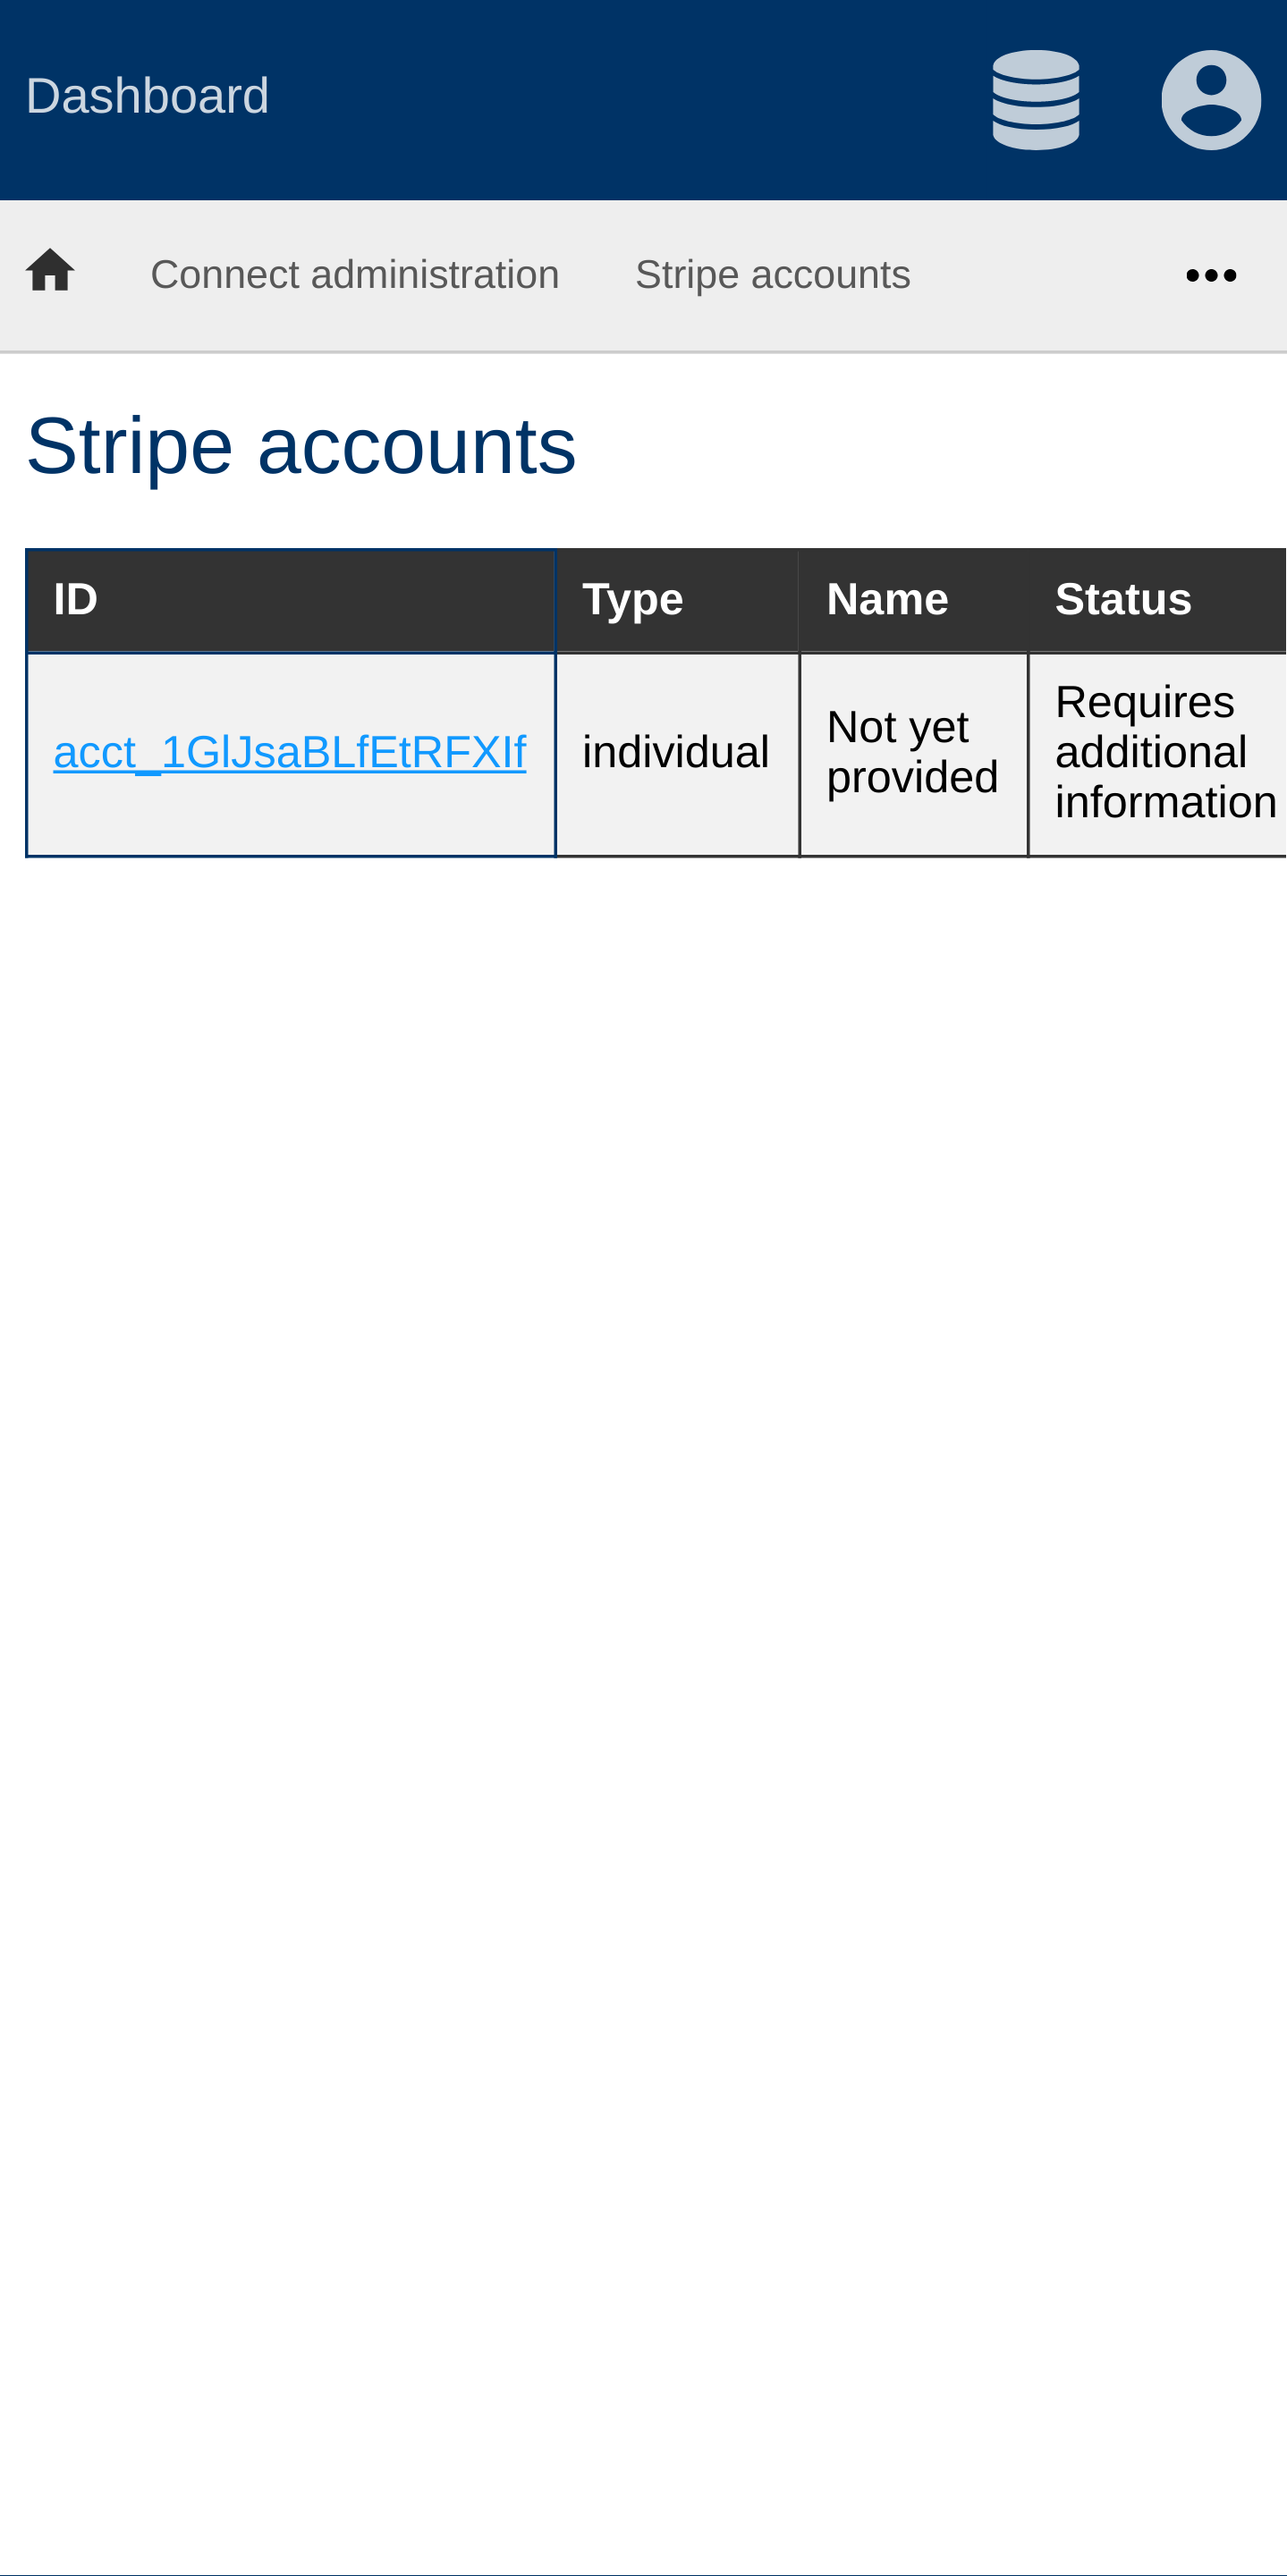 Dashboard
Connect administration Stripe accounts
Stripe accounts
ID Type Name Status
acct_1GlJsaBLfEtRFXIf individual Not yet provided Requires additional information